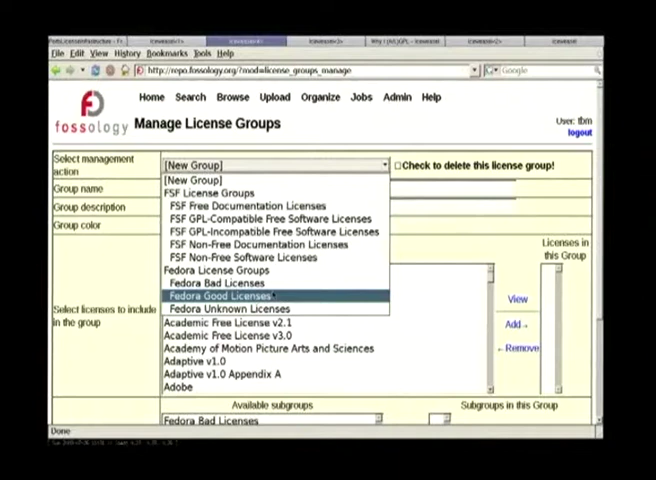 File Edit View History Bookmarks Tools Help
http://repo.fossology.org/?mod=license_groups_manage
Google
Home Search Browse Upload Organize Jobs Admin Help
fossology
Manage License Groups
User: tbm
logout
Select management action
[New Group]
Check to delete this license group!
[New Group]
FSF License Groups
FSF Free Documentation Licenses
FSF GPL-Compatible Free Software Licenses
FSF GPL-Incompatible Free Software Licenses
FSF Non-Free Documentation Licenses
FSF Non-Free Software Licenses
Fedora License Groups
Fedora Bad Licenses
Fedora Good Licenses
Fedora Unknown Licenses
Group name
Group description
Group color
Licenses in this Group
Select licenses to include in the group
Academic Free License v2.1
Academic Free License v3.0
Academy of Motion Picture Arts and Sciences
Adaptive v1.0
Adaptive v1.0 Appendix A
Adobe
View
Add→
←Remove
Available subgroups
Subgroups in this Group
Fedora Bad Licenses
Done